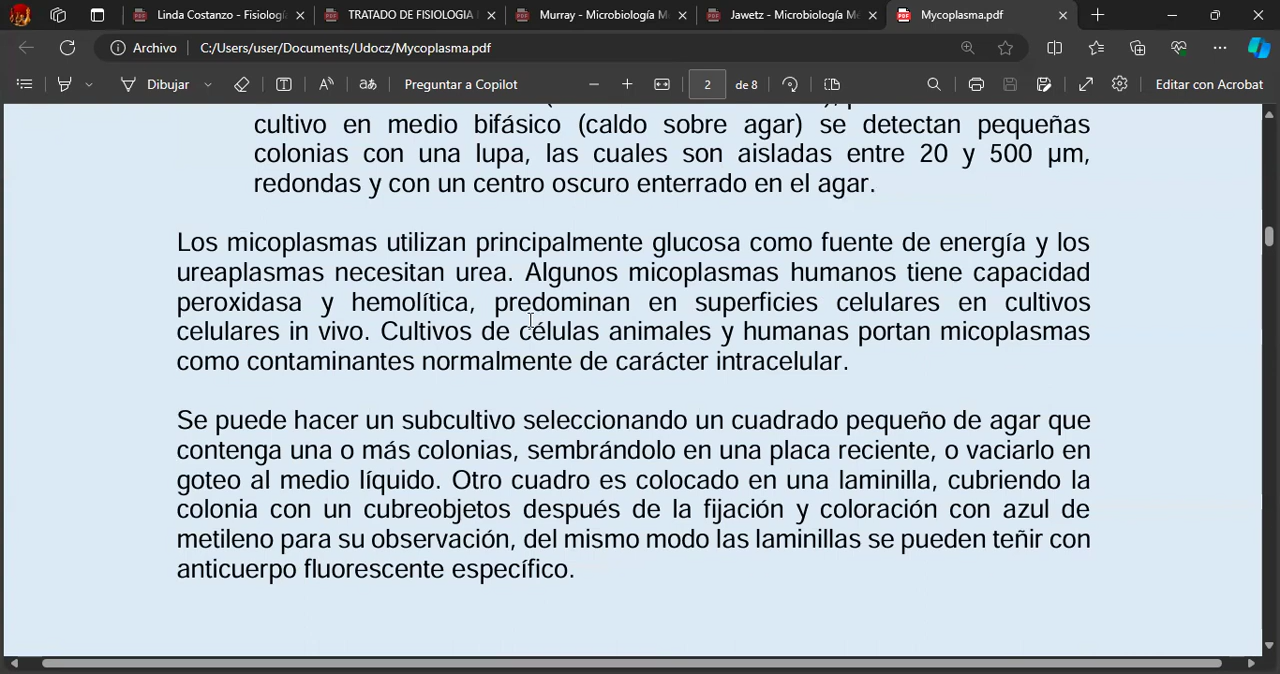 Linda Costanzo - Fisiologí
TRATADO DE FISIOLOGIA
Murray - Microbiología M
Jawetz - Microbiología M
Mycoplasma.pdf
Archivo
C:/Users/user/Documents/Udocz/Mycoplasma.pdf
Dibujar
Preguntar a Copilot
2
de 8
Editar con Acrobat
cultivo en medio bifásico (caldo sobre agar) se detectan pequeñas
colonias con una lupa, las cuales son aisladas entre 20 y 500 µm,
redondas y con un centro oscuro enterrado en el agar.
Los micoplasmas utilizan principalmente glucosa como fuente de energía y los
ureaplasmas necesitan urea. Algunos micoplasmas humanos tiene capacidad
peroxidasa y hemolítica, predominan en superficies celulares en cultivos
celulares in vivo. Cultivos de células animales y humanas portan micoplasmas
como contaminantes normalmente de carácter intracelular.
Se puede hacer un subcultivo seleccionando un cuadrado pequeño de agar que
contenga una o más colonias, sembrándolo en una placa reciente, o vaciarlo en
goteo al medio líquido. Otro cuadro es colocado en una laminilla, cubriendo la
colonia con un cubreobjetos después de la fijación y coloración con azul de
metileno para su observación, del mismo modo las laminillas se pueden teñir con
anticuerpo fluorescente específico.